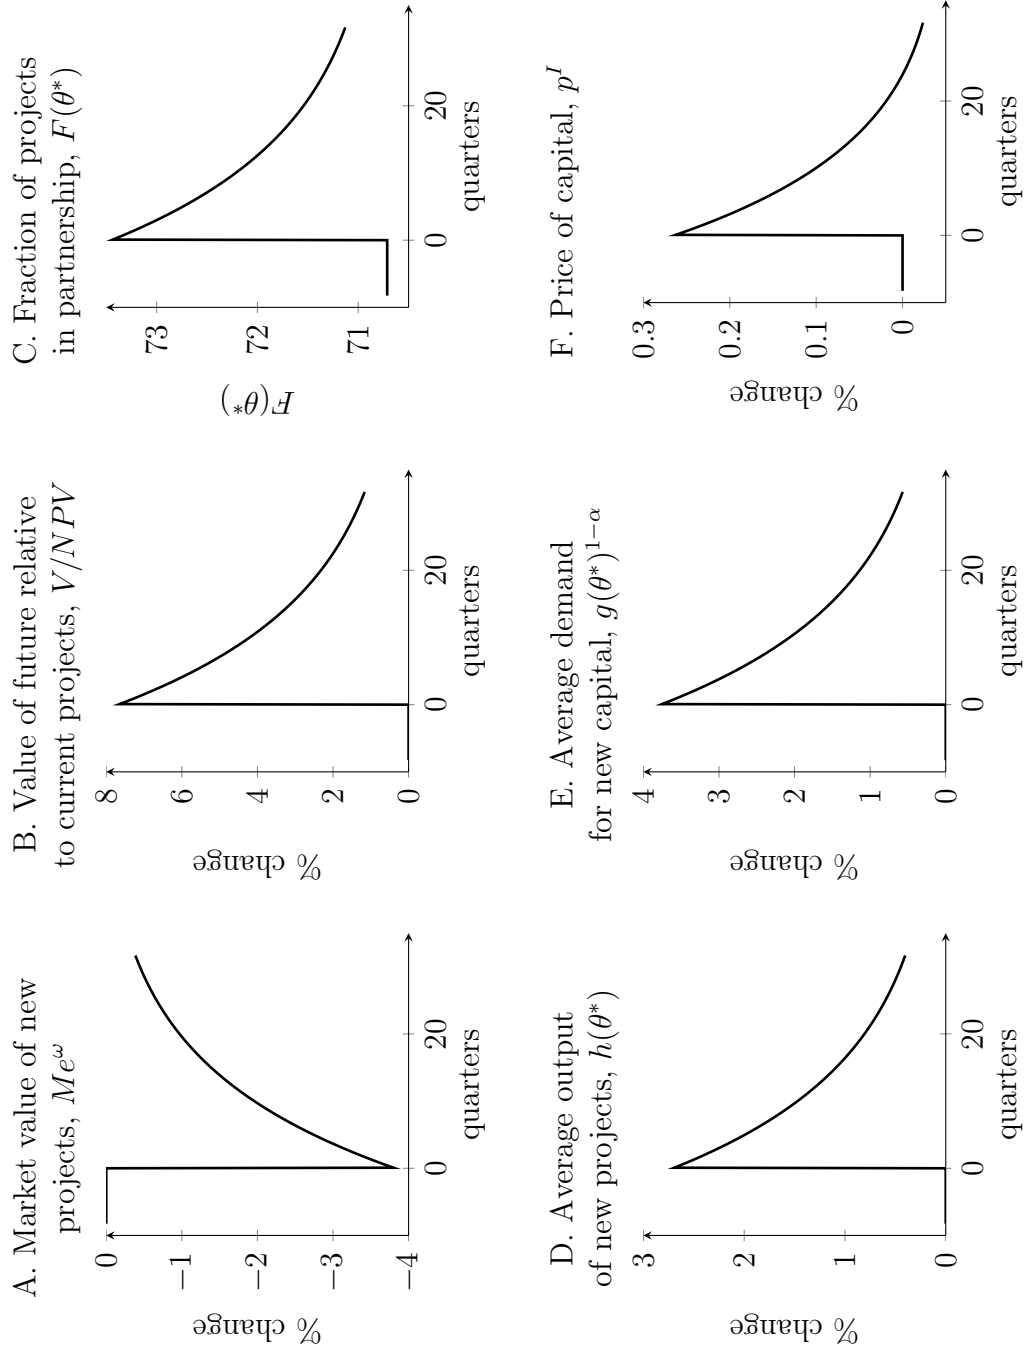 A. Market value of new
projects, Me^ω
% change
0
−1
−2
−3
−4
0
20
quarters
B. Value of future relative
to current projects, V/NPV
% change
8
6
4
2
0
0
20
quarters
C. Fraction of projects
in partnership, F(θ*)
F(θ*)
73
72
71
0
20
quarters
D. Average output
of new projects, h(θ*)
% change
3
2
1
0
0
20
quarters
E. Average demand
for new capital, g(θ*)^{1−α}
% change
4
3
2
1
0
0
20
quarters
F. Price of capital, p^I
% change
0.3
0.2
0.1
0
0
20
quarters